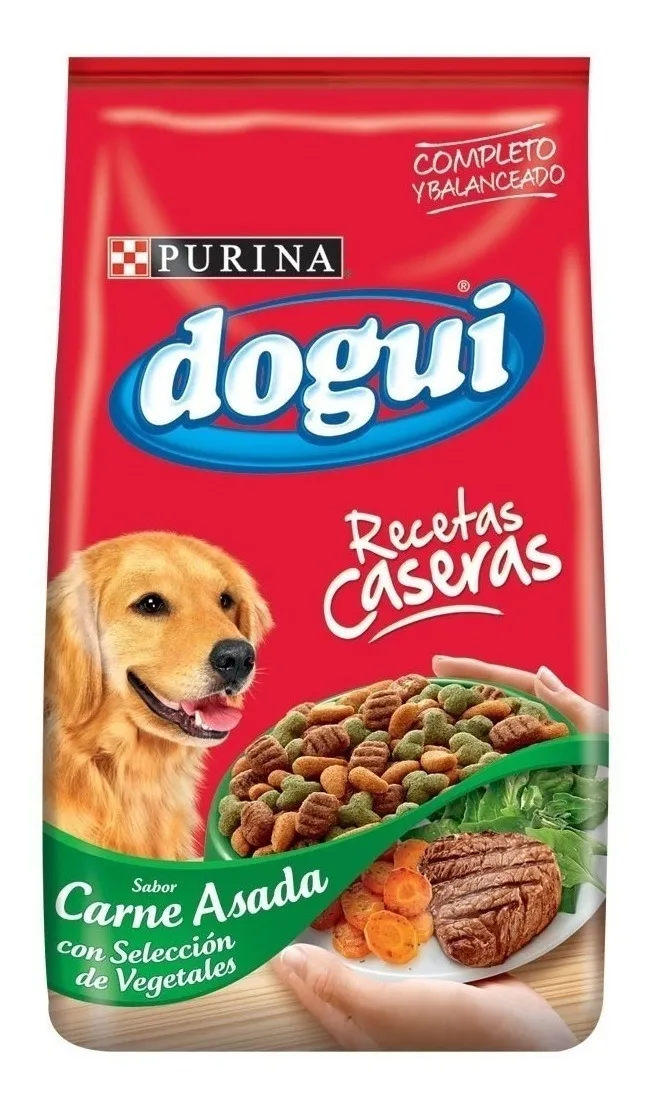 COMPLETO
Y BALANCEADO
PURINA
dogui®
Recetas
Caseras
Sabor
Carne Asada
con Selección
de Vegetales